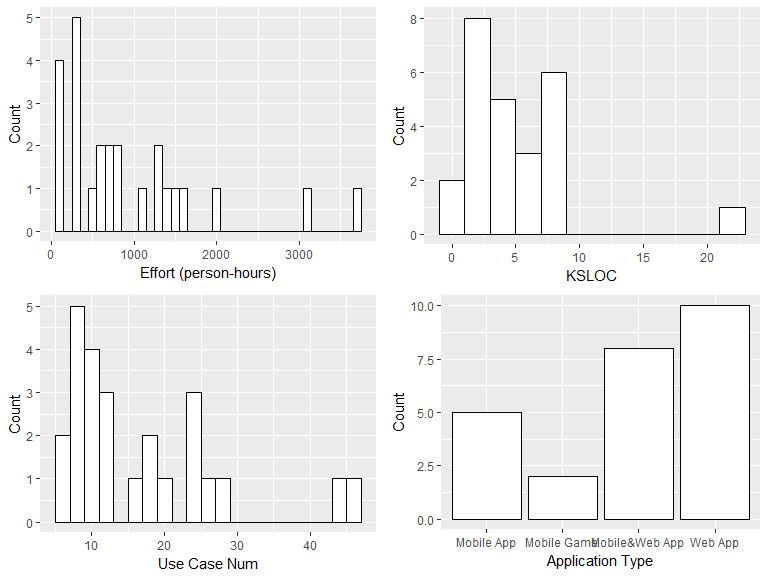 5
4
3
2
1
0
Count
0 1000 2000 3000
Effort (person-hours)
8
6
4
2
0
Count
0 5 10 15 20
KSLOC
5
4
3
2
1
0
Count
10 20 30 40
Use Case Num
10.0
7.5
5.0
2.5
0.0
Count
Mobile App Mobile Game Mobile&Web App Web App
Application Type